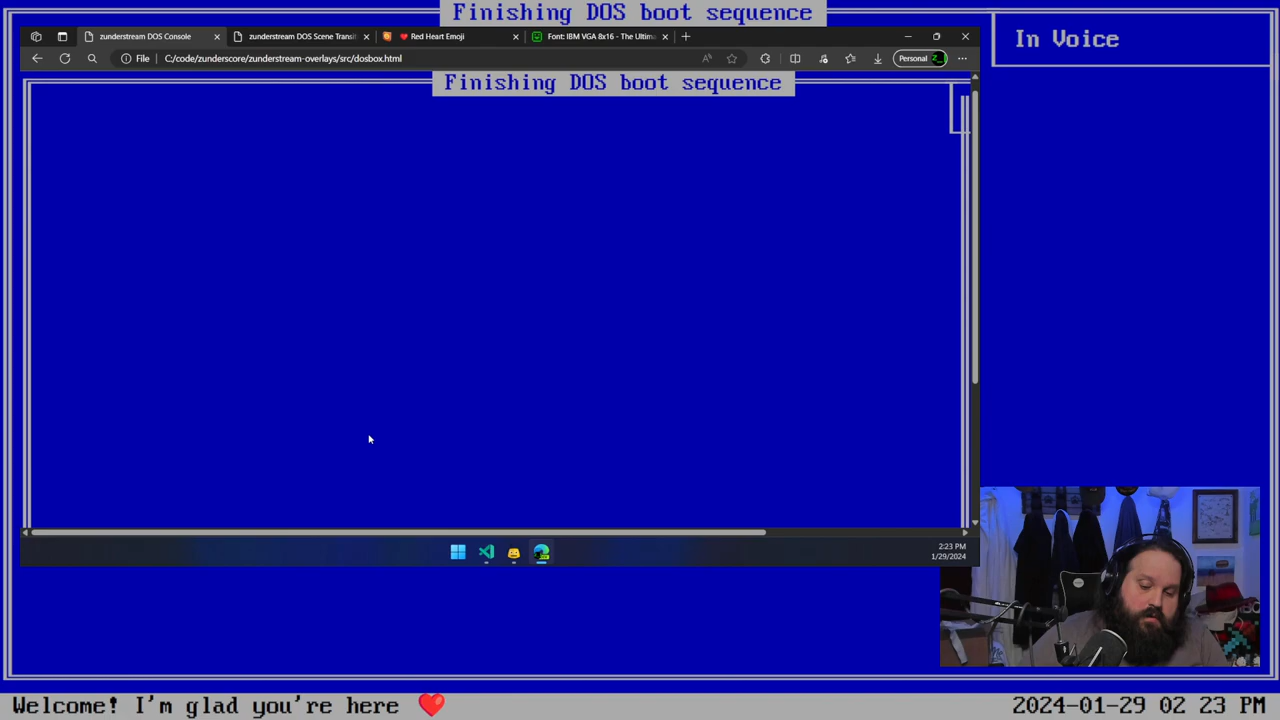 Finishing DOS boot sequence
In Voice
zunderstream DOS Console
zunderstream DOS Scene Transit
Red Heart Emoji
Font: IBM VGA 8x16 - The Ultima
File
C:/code/zunderscore/zunderstream-overlays/src/dosbox.html
Personal
Finishing DOS boot sequence
2:23 PM
1/29/2024
Welcome! I'm glad you're here ❤️
2024-01-29 02 23 PM